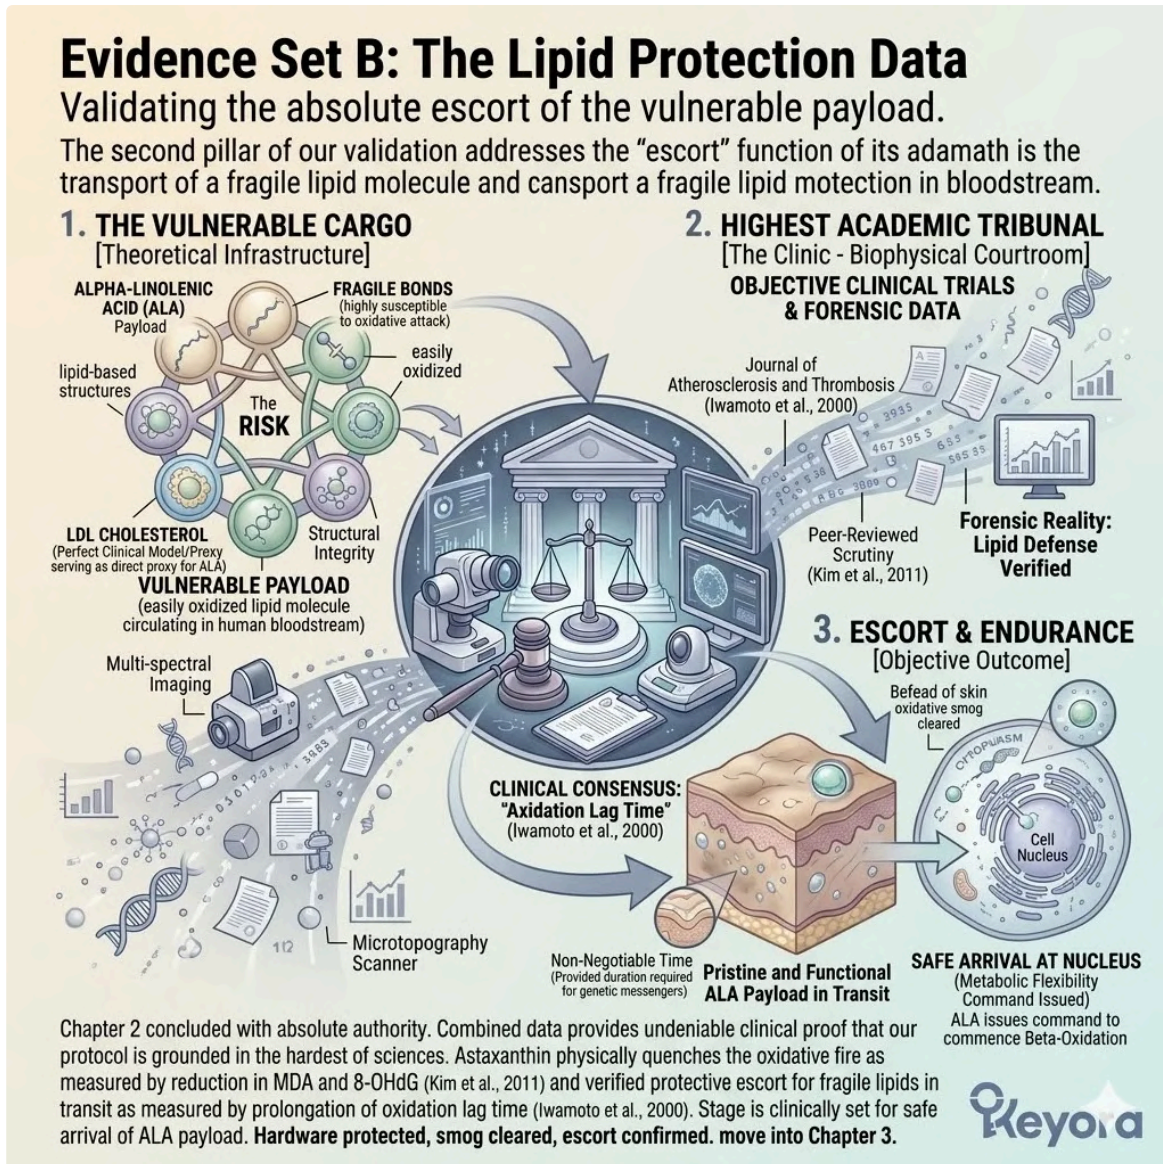 Evidence Set B: The Lipid Protection Data
Validating the absolute escort of the vulnerable payload.
The second pillar of our validation addresses the “escort” function of its adamath is the
transport of a fragile lipid molecule and cansport a fragile lipid motection in bloodstream.
1. THE VULNERABLE CARGO
[Theoretical Infrastructure]
ALPHA-LINOLENIC
ACID (ALA)
Payload
FRAGILE BONDS
(highly susceptible
to oxidative attack)
easily
oxidized
lipid-based
structures
The
RISK
LDL CHOLESTEROL
(Perfect Clinical Model/Proxy
serving as direct proxy for ALA)
Structural
Integrity
VULNERABLE PAYLOAD
(easily oxidized lipid molecule
circulating in human bloodstream)
2. HIGHEST ACADEMIC TRIBUNAL
[The Clinic - Biophysical Courtroom]
OBJECTIVE CLINICAL TRIALS
& FORENSIC DATA
Journal of
Atherosclerosis and Thrombosis
(Iwamoto et al., 2000)
A
3935
467 395 3
Peer-Reviewed
Scrutiny
(Kim et al., 2011)
Forensic Reality:
Lipid Defense
Verified
Multi-spectral
Imaging
Microtopography
Scanner
112
3. ESCORT & ENDURANCE
[Objective Outcome]
Befead of skin
oxidative smog
cleared
Cell
Nucleus
CLINICAL CONSENSUS:
"Axidation Lag Time"
(Iwamoto et al., 2000)
Non-Negotiable Time
(Provided duration required
for genetic messengers)
Pristine and Functional
ALA Payload in Transit
SAFE ARRIVAL AT NUCLEUS
(Metabolic Flexibility
Command Issued)
ALA issues command to
commence Beta-Oxidation
Chapter 2 concluded with absolute authority. Combined data provides undeniable clinical proof that our
protocol is grounded in the hardest of sciences. Astaxanthin physically quenches the oxidative fire as
measured by reduction in MDA and 8-OHdG (Kim et al., 2011) and verified protective escort for fragile lipids in
transit as measured by prolongation of oxidation lag time (Iwamoto et al., 2000). Stage is clinically set for safe
arrival of ALA payload. Hardware protected, smog cleared, escort confirmed. move into Chapter 3.
Keyora